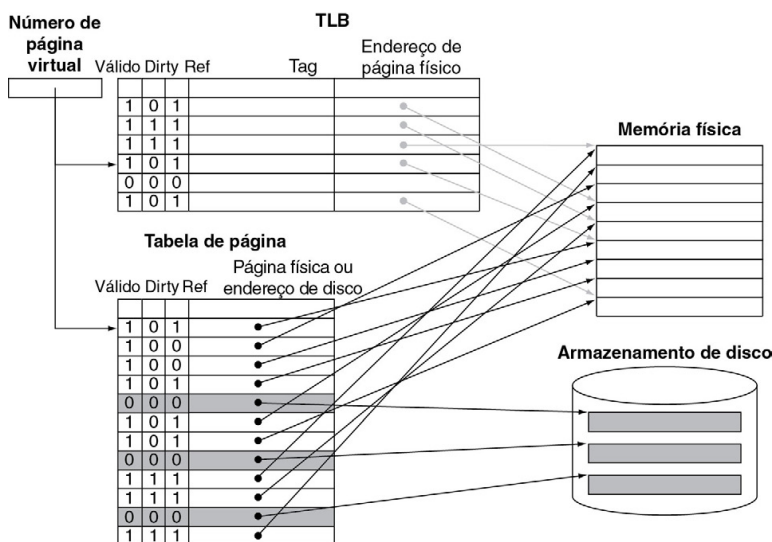 Número de
página
virtual
TLB
Válido Dirty Ref
Tag
Endereço de
página físico
1 0 1
1 1 1
1 1 1
1 0 1
0 0 0
1 0 1
Memória física
Tabela de página
Válido Dirty Ref
Página física ou
endereço de disco
1 0 1
1 0 0
1 0 0
1 0 1
0 0 0
1 0 1
1 0 1
0 0 0
1 1 1
1 1 1
0 0 0
1 1 1
Armazenamento de disco